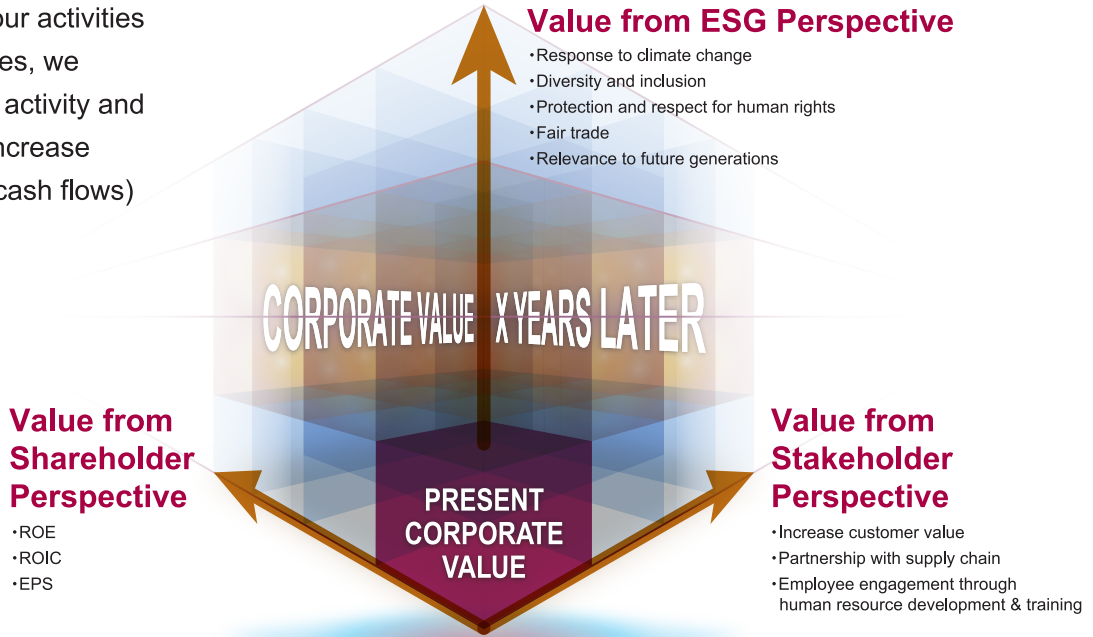 our activities
es, we
activity and
ncrease
cash flows)
Value from ESG Perspective
・Response to climate change
・Diversity and inclusion
・Protection and respect for human rights
・Fair trade
・Relevance to future generations
CORPORATE VALUE X YEARS LATER
Value from
Shareholder
Perspective
・ROE
・ROIC
・EPS
PRESENT
CORPORATE
VALUE
Value from
Stakeholder
Perspective
・Increase customer value
・Partnership with supply chain
・Employee engagement through
human resource development & training